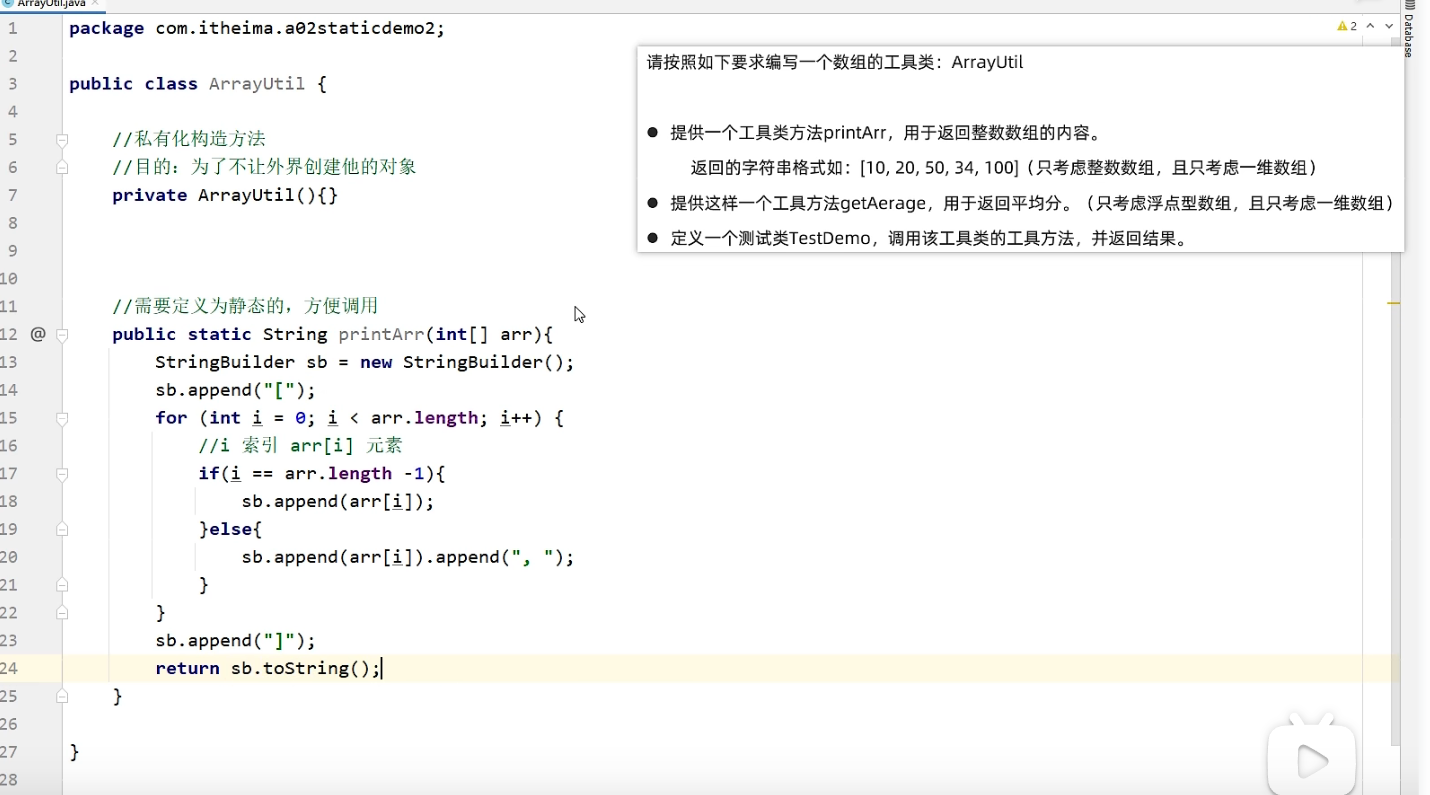 ArrayUtil.java
1 package com.itheima.a02staticdemo2;
2
3 public class ArrayUtil {
4
5 //私有化构造方法
6 //目的：为了不让外界创建他的对象
7 private ArrayUtil(){}
8
9
10
11 //需要定义为静态的，方便调用
12 @ public static String printArr(int[] arr){
13 StringBuilder sb = new StringBuilder();
14 sb.append("[");
15 for (int i = 0; i < arr.length; i++) {
16 //i 索引 arr[i] 元素
17 if(i == arr.length -1){
18 sb.append(arr[i]);
19 }else{
20 sb.append(arr[i]).append(", ");
21 }
22 }
23 sb.append("]");
24 return sb.toString();
25 }
26
27 }
28
2
Database
请按照如下要求编写一个数组的工具类：ArrayUtil
● 提供一个工具类方法printArr，用于返回整数数组的内容。
返回的字符串格式如：[10, 20, 50, 34, 100]（只考虑整数数组，且只考虑一维数组）
● 提供这样一个工具方法getAerage，用于返回平均分。（只考虑浮点型数组，且只考虑一维数组）
● 定义一个测试类TestDemo，调用该工具类的工具方法，并返回结果。